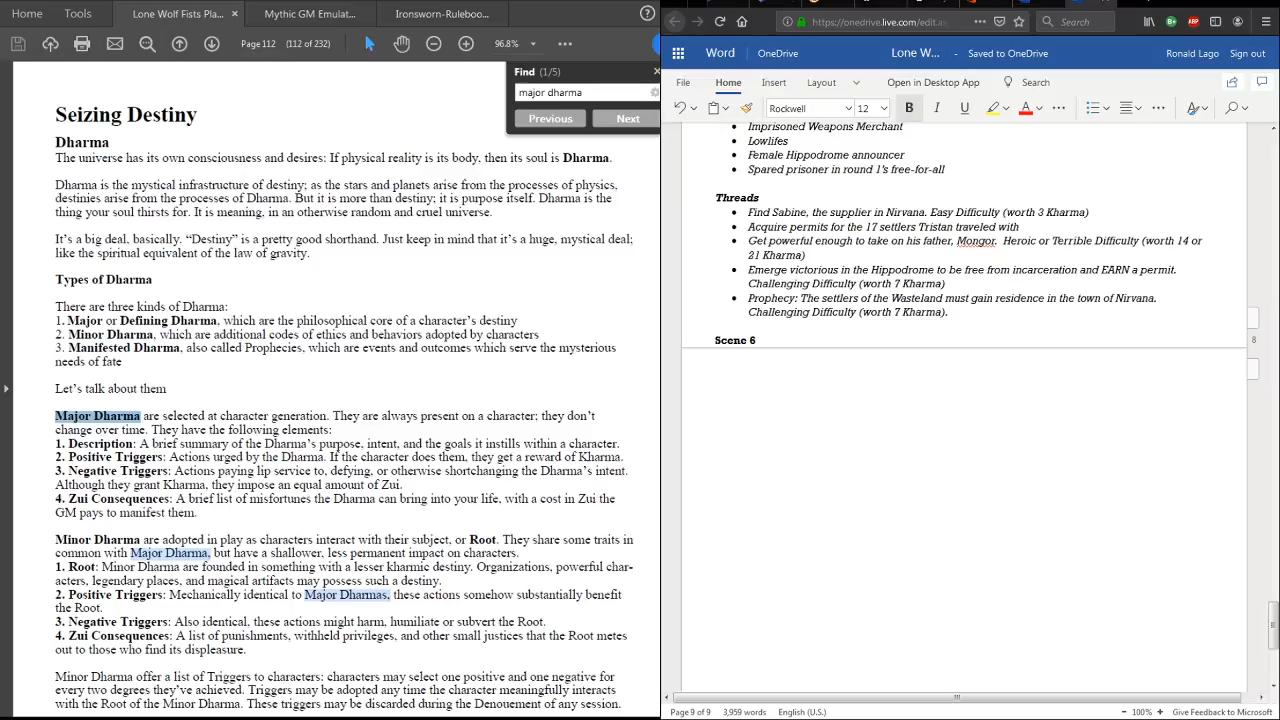 Home
Tools
Lone Wolf Fists Pla...
Mythic GM Emulat...
Ironsworn-Ruleboo...
Page 112 (112 of 232)
96.8%
Find (1/5)
major dharma
Previous
Next
Seizing Destiny
Dharma
The universe has its own consciousness and desires: If physical reality is its body, then its soul is Dharma.
Dharma is the mystical infrastructure of destiny; as the stars and planets arise from the processes of physics,
destinies arise from the processes of Dharma. But it is more than destiny; it is purpose itself. Dharma is the
thing your soul thirsts for. It is meaning, in an otherwise random and cruel universe.
It's a big deal, basically. “Destiny” is a pretty good shorthand. Just keep in mind that it's a huge, mystical deal;
like the spiritual equivalent of the law of gravity.
Types of Dharma
There are three kinds of Dharma:
1. Major or Defining Dharma, which are the philosophical core of a character's destiny
2. Minor Dharma, which are additional codes of ethics and behaviors adopted by characters
3. Manifested Dharma, also called Prophecies, which are events and outcomes which serve the mysterious
needs of fate
Let's talk about them
Major Dharma are selected at character generation. They are always present on a character; they don't
change over time. They have the following elements:
1. Description: A brief summary of the Dharma's purpose, intent, and the goals it instills within a character.
2. Positive Triggers: Actions urged by the Dharma. If the character does them, they get a reward of Kharma.
3. Negative Triggers: Actions paying lip service to, defying, or otherwise shortchanging the Dharma's intent.
Although they grant Kharma, they impose an equal amount of Zui.
4. Zui Consequences: A brief list of misfortunes the Dharma can bring into your life, with a cost in Zui the
GM pays to manifest them.
Minor Dharma are adopted in play as characters interact with their subject, or Root. They share some traits in
common with Major Dharma, but have a shallower, less permanent impact on characters.
1. Root: Minor Dharma are founded in something with a lesser kharmic destiny. Organizations, powerful char-
acters, legendary places, and magical artifacts may possess such a destiny.
2. Positive Triggers: Mechanically identical to Major Dharmas, these actions somehow substantially benefit
the Root.
3. Negative Triggers: Also identical, these actions might harm, humiliate or subvert the Root.
4. Zui Consequences: A list of punishments, withheld privileges, and other small justices that the Root metes
out to those who find its displeasure.
Minor Dharma offer a list of Triggers to characters: characters may select one positive and one negative for
every two degrees they've achieved. Triggers may be adopted any time the character meaningfully interacts
with the Root of the Minor Dharma. These triggers may be discarded during the Denouement of any session.
https://onedrive.live.com/edit.as
Search
Word
OneDrive
Lone W...
- Saved to OneDrive
Ronald Lago
Sign out
File
Home
Insert
Layout
Open in Desktop App
Search
Rockwell
12
B
I
U
A
Imprisoned Weapons Merchant
Lowlifes
Female Hippodrome announcer
Spared prisoner in round 1's free-for-all
Threads
Find Sabine, the supplier in Nirvana. Easy Difficulty (worth 3 Kharma)
Acquire permits for the 17 settlers Tristan traveled with
Get powerful enough to take on his father, Mongor. Heroic or Terrible Difficulty (worth 14 or
21 Kharma)
Emerge victorious in the Hippodrome to be free from incarceration and EARN a permit.
Challenging Difficulty (worth 7 Kharma)
Prophecy: The settlers of the Wasteland must gain residence in the town of Nirvana.
Challenging Difficulty (worth 7 Kharma).
Scene 6
8
Page 9 of 9
3,959 words
English (U.S.)
100%
Give Feedback to Microsoft